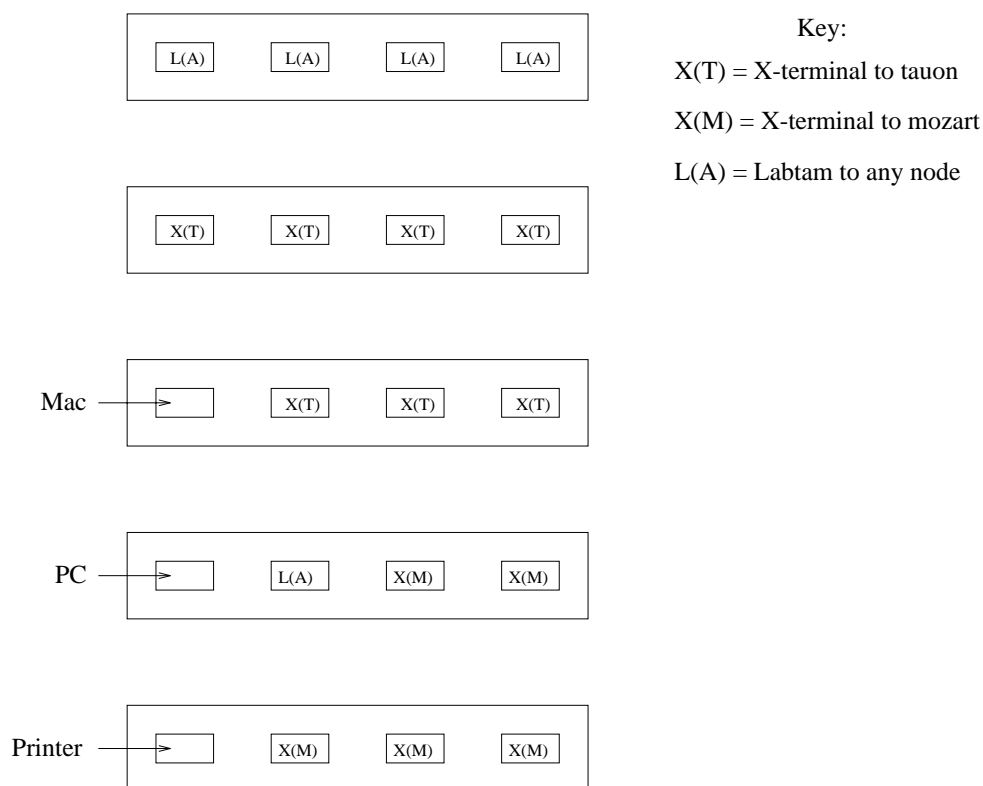 L(A) L(A) L(A) L(A)
X(T) X(T) X(T) X(T)
Mac X(T) X(T) X(T)
PC L(A) X(M) X(M)
Printer X(M) X(M) X(M)
Key:
X(T) = X-terminal to tauon
X(M) = X-terminal to mozart
L(A) = Labtam to any node